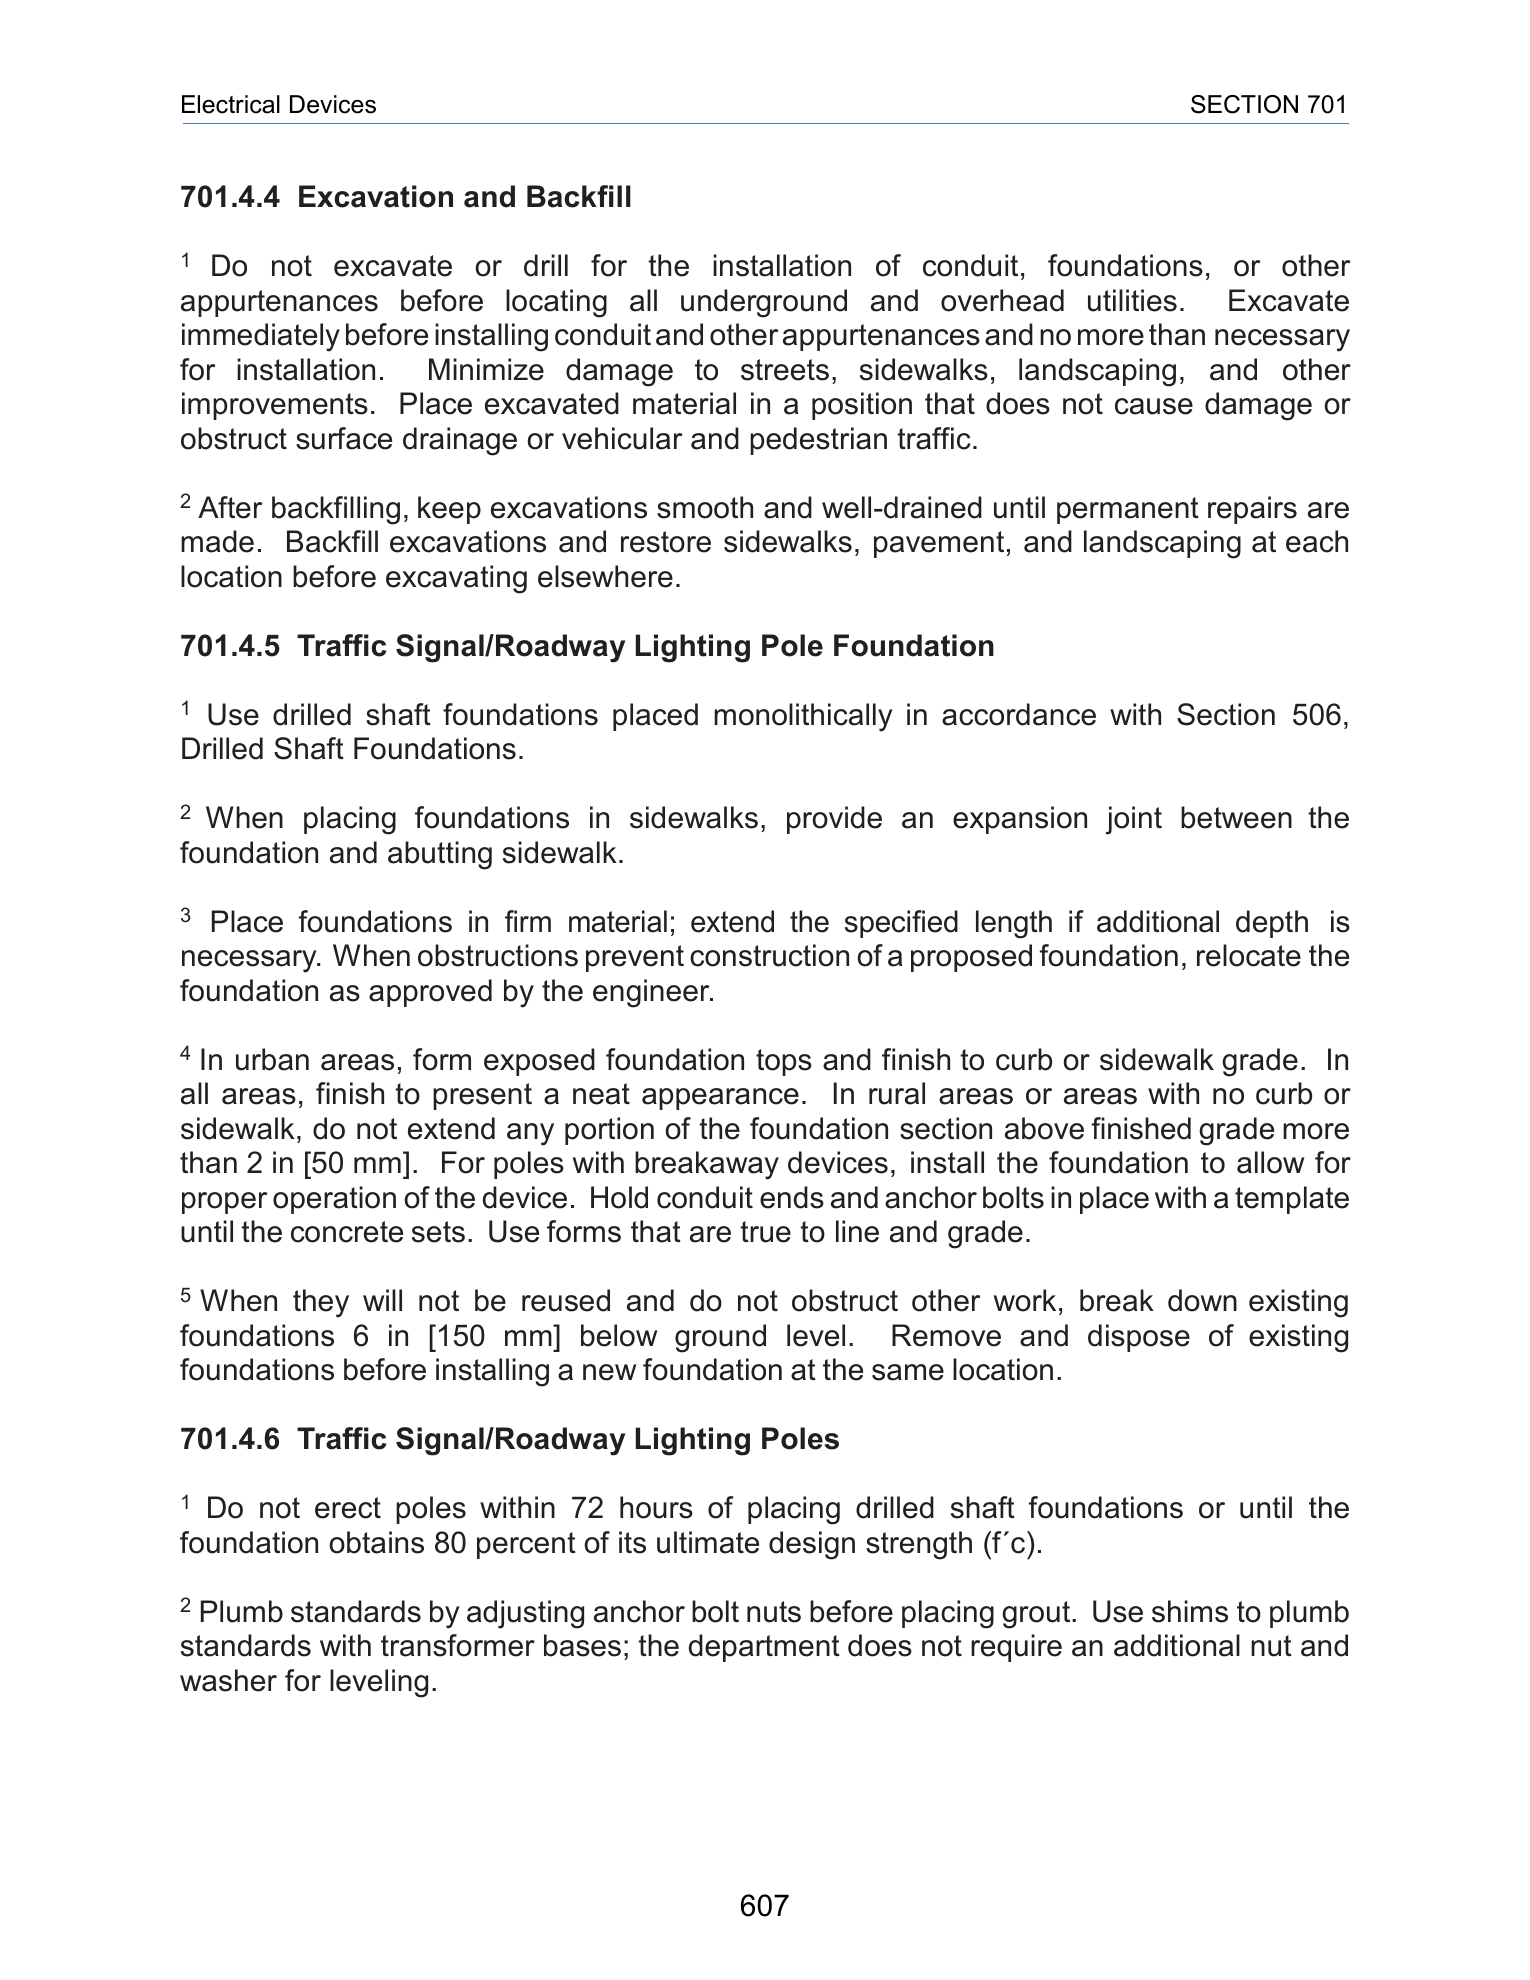 Electrical Devices SECTION 701
701.4.4 Excavation and Backfill
1 Do not excavate or drill for the installation of conduit, foundations, or other
appurtenances before locating all underground and overhead utilities. Excavate
immediately before installing conduit and other appurtenances and no more than necessary
for installation. Minimize damage to streets, sidewalks, landscaping, and other
improvements. Place excavated material in a position that does not cause damage or
obstruct surface drainage or vehicular and pedestrian traffic.
2 After backfilling, keep excavations smooth and well-drained until permanent repairs are
made. Backfill excavations and restore sidewalks, pavement, and landscaping at each
location before excavating elsewhere.
701.4.5 Traffic Signal/Roadway Lighting Pole Foundation
1 Use drilled shaft foundations placed monolithically in accordance with Section 506,
Drilled Shaft Foundations.
2 When placing foundations in sidewalks, provide an expansion joint between the
foundation and abutting sidewalk.
3 Place foundations in firm material; extend the specified length if additional depth is
necessary. When obstructions prevent construction of a proposed foundation, relocate the
foundation as approved by the engineer.
4 In urban areas, form exposed foundation tops and finish to curb or sidewalk grade. In
all areas, finish to present a neat appearance. In rural areas or areas with no curb or
sidewalk, do not extend any portion of the foundation section above finished grade more
than 2 in [50 mm]. For poles with breakaway devices, install the foundation to allow for
proper operation of the device. Hold conduit ends and anchor bolts in place with a template
until the concrete sets. Use forms that are true to line and grade.
5 When they will not be reused and do not obstruct other work, break down existing
foundations 6 in [150 mm] below ground level. Remove and dispose of existing
foundations before installing a new foundation at the same location.
701.4.6 Traffic Signal/Roadway Lighting Poles
1 Do not erect poles within 72 hours of placing drilled shaft foundations or until the
foundation obtains 80 percent of its ultimate design strength (f´c).
2 Plumb standards by adjusting anchor bolt nuts before placing grout. Use shims to plumb
standards with transformer bases; the department does not require an additional nut and
washer for leveling.
607